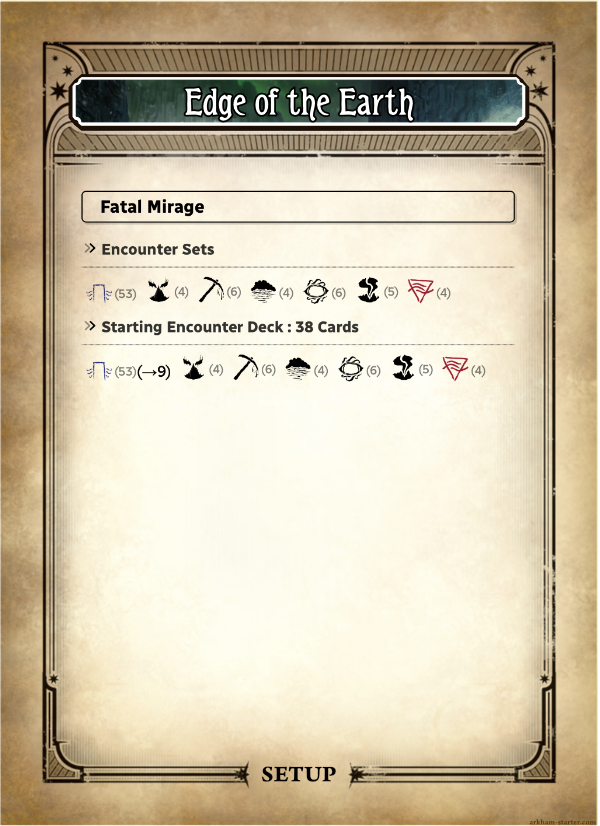 Edge of the Earth
Fatal Mirage
Encounter Sets
(53) (4) (6) (4) (6) (5) (4)
Starting Encounter Deck : 38 Cards
(53)(→9) (4) (6) (4) (6) (5) (4)
SETUP
arkham-starter.com